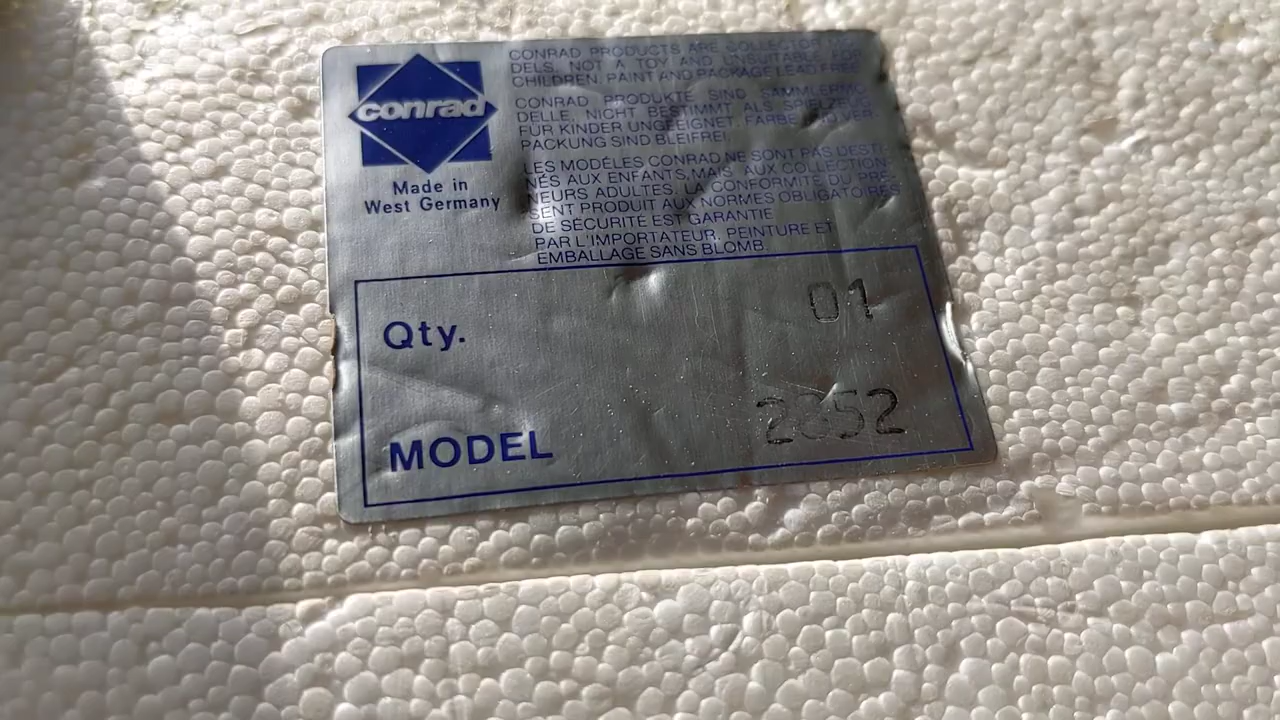 conrad
Made in
West Germany
CONRAD PRODUCTS ARE COLLECTOR MO-
DELS, NOT A TOY AND UNSUITABLE FOR
CHILDREN, PAINT AND PACKAGE LEAD FREE
CONRAD PRODUKTE SIND SAMMLERMO-
DELLE, NICHT BESTIMMT ALS SPIELZEUG
FÜR KINDER UNGEEIGNET. FARBE UND VER-
PACKUNG SIND BLEIFREI
LES MODÈLES CONRAD NE SONT PAS DESTI-
NÉS AUX ENFANTS, MAIS AUX COLLECTION-
NEURS ADULTES. LA CONFORMITE DU PRÉ-
SENT PRODUIT AUX NORMES OBLIGATOIRES
DE SÉCURITÉ EST GARANTIE
PAR L'IMPORTATEUR, PEINTURE ET
EMBALLAGE SANS BLOMB.
Qty. 01
MODEL